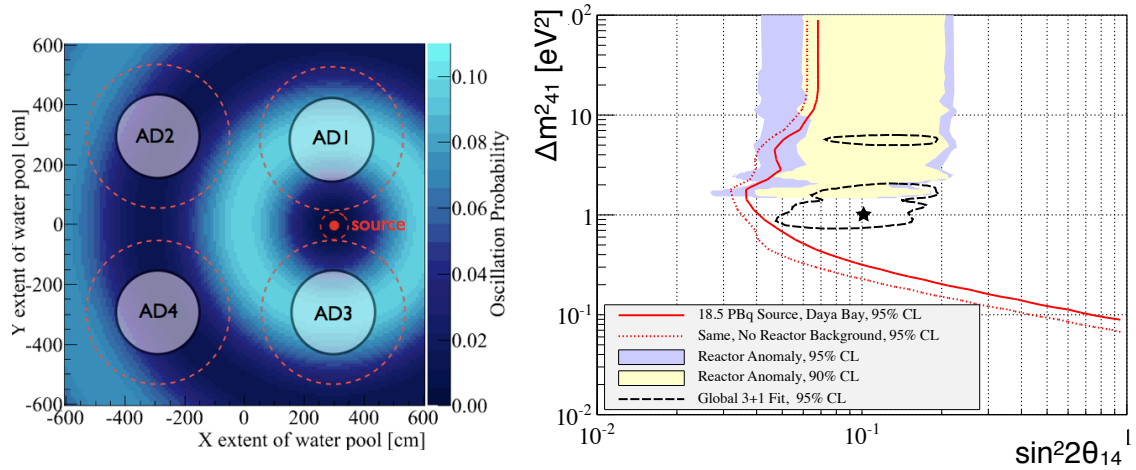 600
400
200
0
-200
-400
-600
Y extent of water pool [cm]
AD2
AD1
source
AD4
AD3
-600 -400 -200 0 200 400 600
X extent of water pool [cm]
0.10
0.08
0.06
0.04
0.02
0.00
Oscillation Probability
Δm²₄₁ [eV²]
10
1
10⁻¹
10⁻²
18.5 PBq Source, Daya Bay, 95% CL
Same, No Reactor Background, 95% CL
Reactor Anomaly, 95% CL
Reactor Anomaly, 90% CL
Global 3+1 Fit, 95% CL
10⁻² 10⁻¹ 1
sin²2θ₁₄